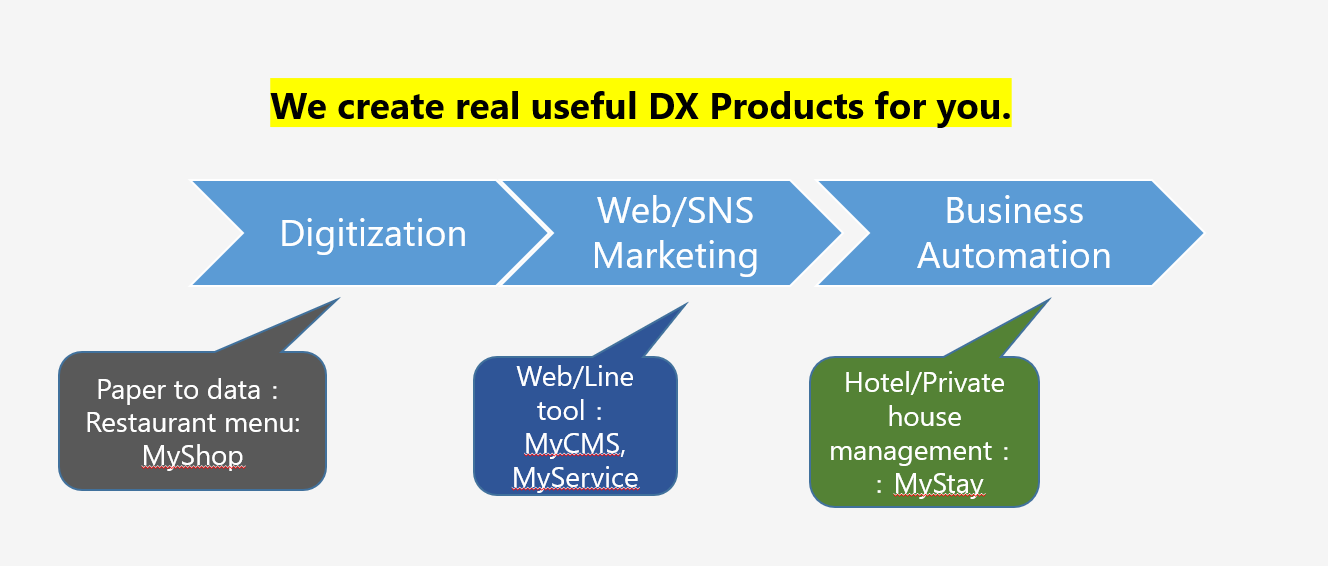 We create real useful DX Products for you.
Digitization
Web/SNS
Marketing
Business
Automation
Paper to data：
Restaurant menu:
MyShop
Web/Line
tool：
MyCMS,
MyService
Hotel/Private
house
management：
：MyStay